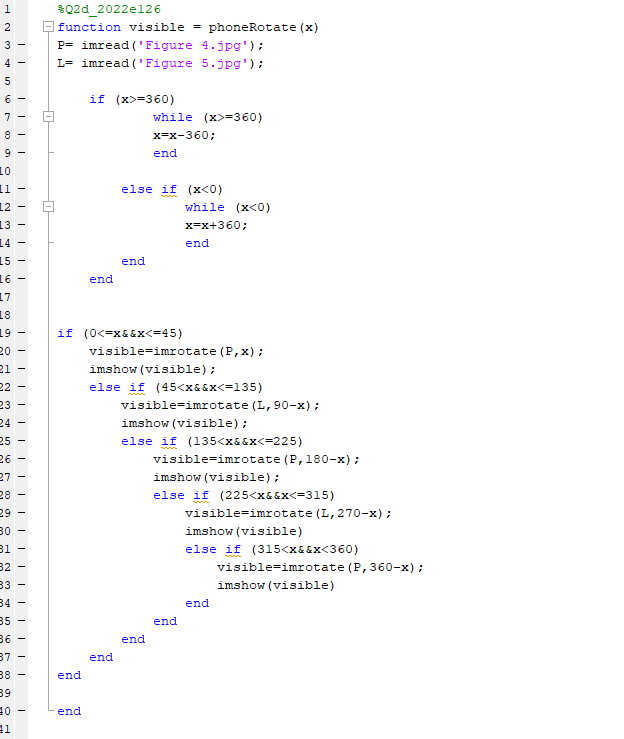 1 %Q2d_2022e126
2 function visible = phoneRotate(x)
3 P= imread('Figure 4.jpg');
4 L= imread('Figure 5.jpg');
5
6 if (x>=360)
7 while (x>=360)
8 x=x-360;
9 end
10
11 else if (x<0)
12 while (x<0)
13 x=x+360;
14 end
15 end
16 end
17
18
19 if (0<=x&&x<=45)
20 visible=imrotate(P,x);
21 imshow(visible);
22 else if (45<x&&x<=135)
23 visible=imrotate(L,90-x);
24 imshow(visible);
25 else if (135<x&&x<=225)
26 visible=imrotate(P,180-x);
27 imshow(visible);
28 else if (225<x&&x<=315)
29 visible=imrotate(L,270-x);
30 imshow(visible)
31 else if (315<x&&x<360)
32 visible=imrotate(P,360-x);
33 imshow(visible)
34 end
35 end
36 end
37 end
38 end
39
40 end
41